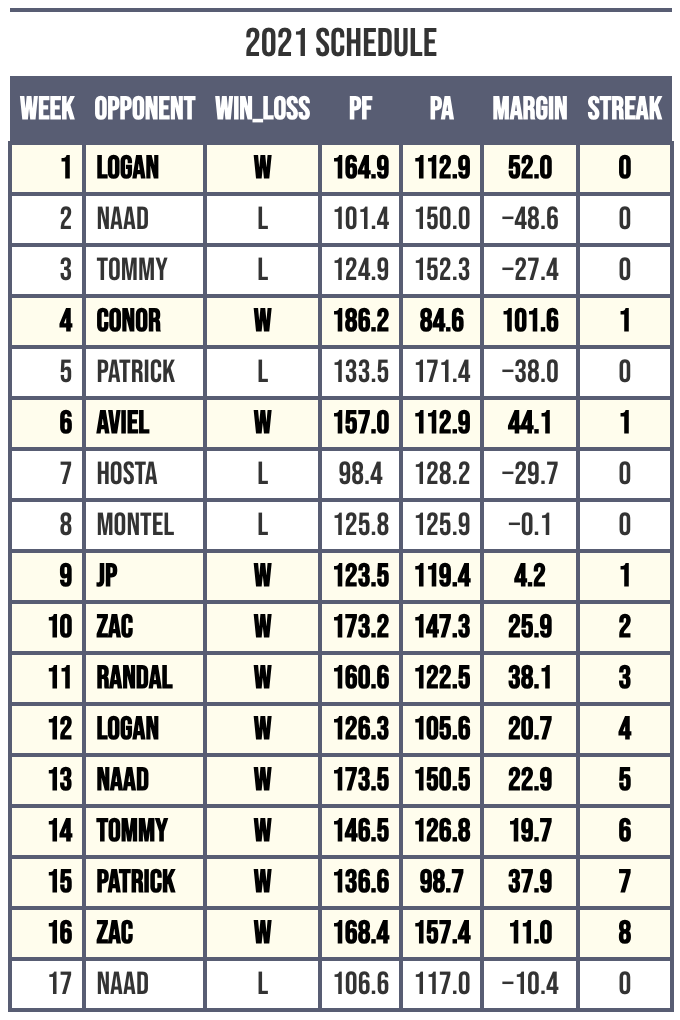 2021 SCHEDULE
WEEK OPPONENT WIN_LOSS PF PA MARGIN STREAK
1 LOGAN W 164.9 112.9 52.0 0
2 NAAD L 101.4 150.0 −48.6 0
3 TOMMY L 124.9 152.3 −27.4 0
4 CONOR W 186.2 84.6 101.6 1
5 PATRICK L 133.5 171.4 −38.0 0
6 AVIEL W 157.0 112.9 44.1 1
7 HOSTA L 98.4 128.2 −29.7 0
8 MONTEL L 125.8 125.9 −0.1 0
9 JP W 123.5 119.4 4.2 1
10 ZAC W 173.2 147.3 25.9 2
11 RANDAL W 160.6 122.5 38.1 3
12 LOGAN W 126.3 105.6 20.7 4
13 NAAD W 173.5 150.5 22.9 5
14 TOMMY W 146.5 126.8 19.7 6
15 PATRICK W 136.6 98.7 37.9 7
16 ZAC W 168.4 157.4 11.0 8
17 NAAD L 106.6 117.0 −10.4 0